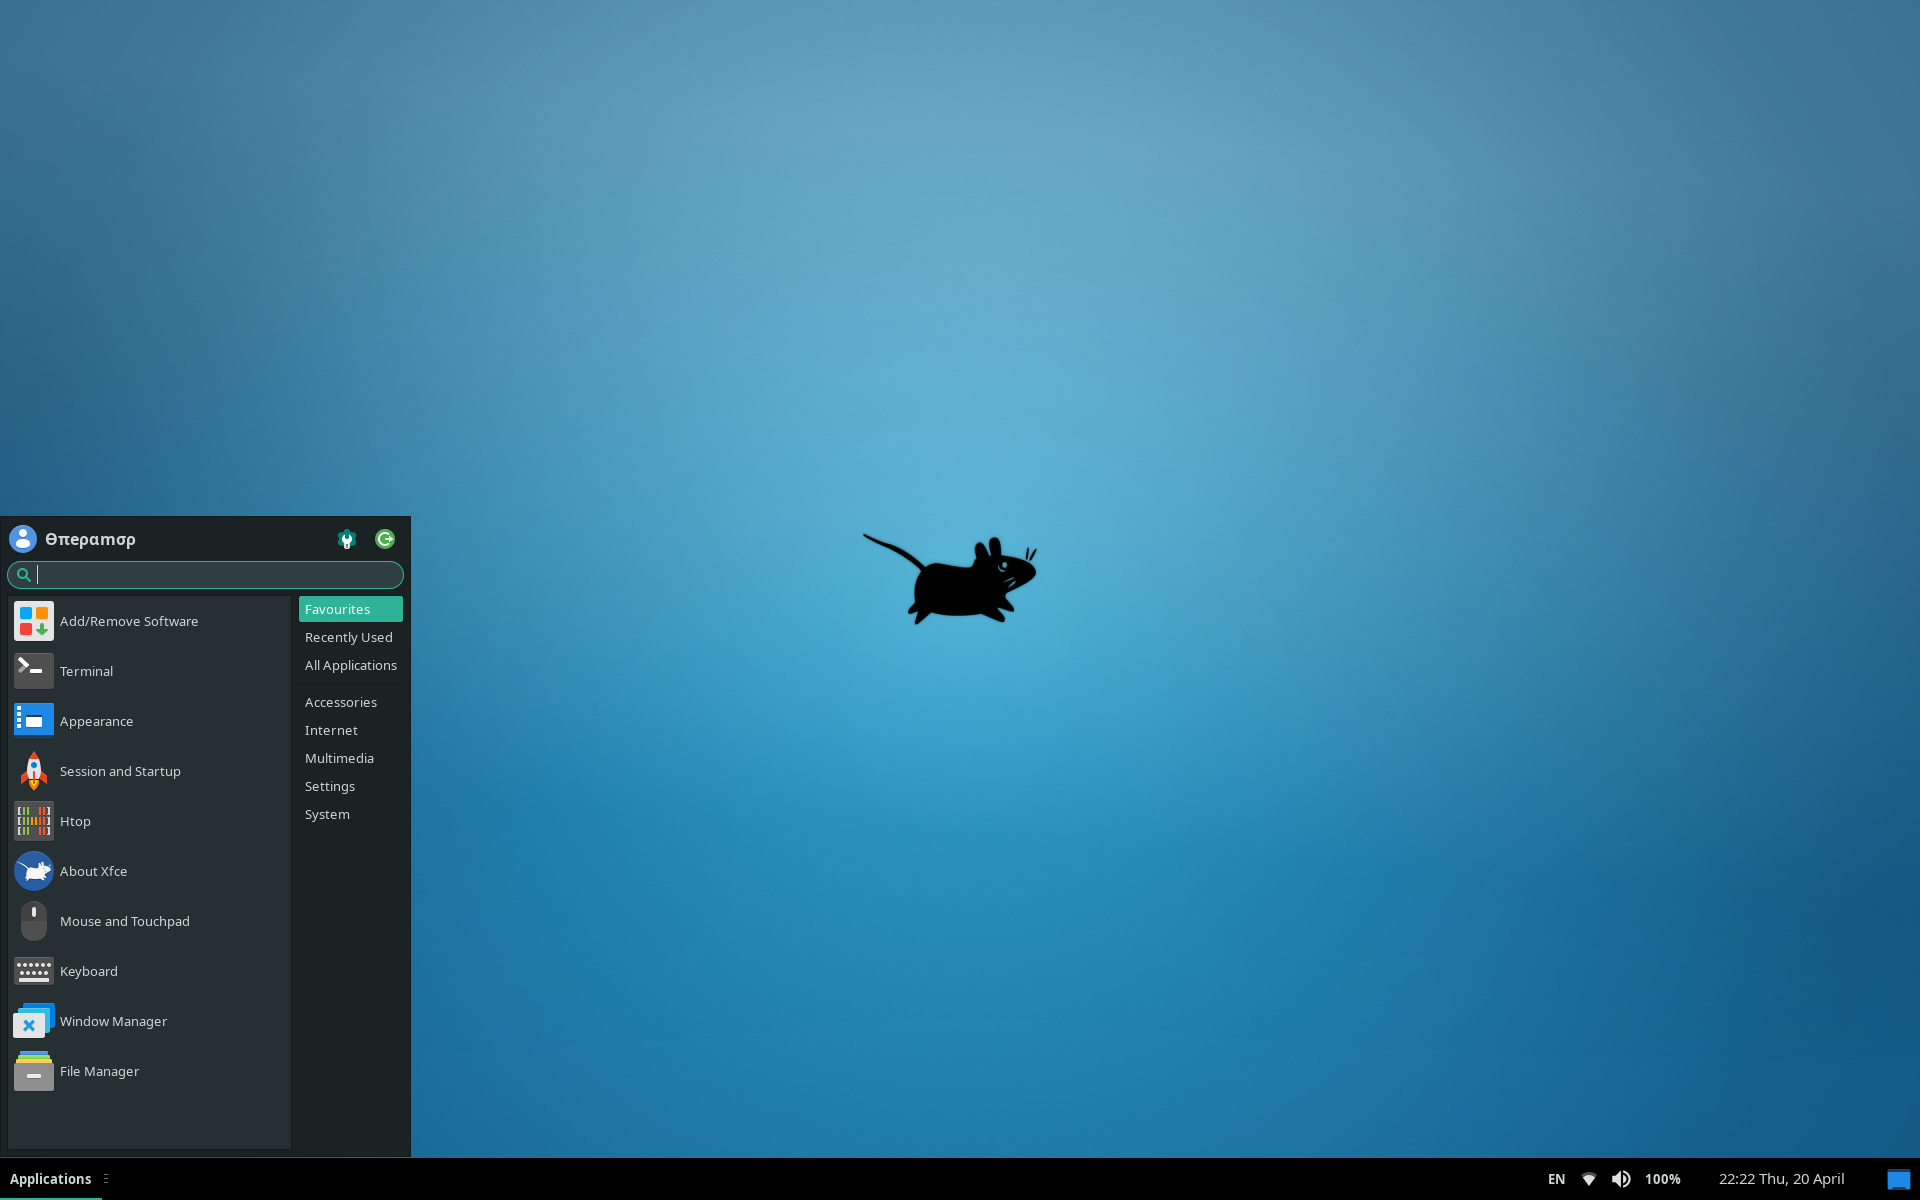 Өπεραmσρ
Add/Remove Software
Terminal
Appearance
Session and Startup
Htop
About Xfce
Mouse and Touchpad
Keyboard
Window Manager
File Manager
Favourites
Recently Used
All Applications
Accessories
Internet
Multimedia
Settings
System
Applications
EN
100%
22:22 Thu, 20 April